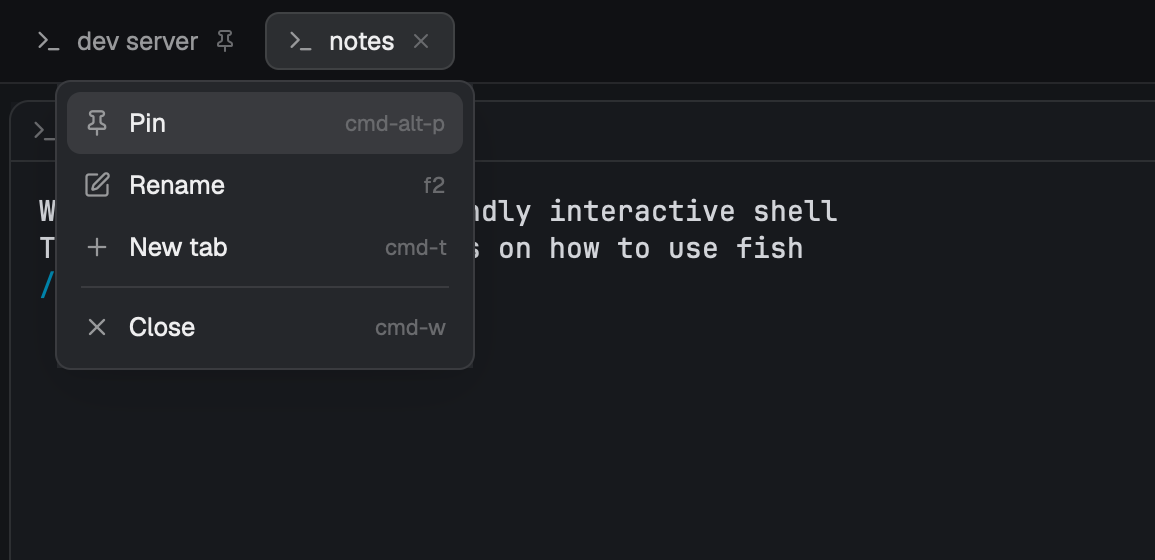 dev server
notes
Pin cmd-alt-p
Rename f2
New tab cmd-t
Close cmd-w
W
ndly interactive shell
T
s on how to use fish
/